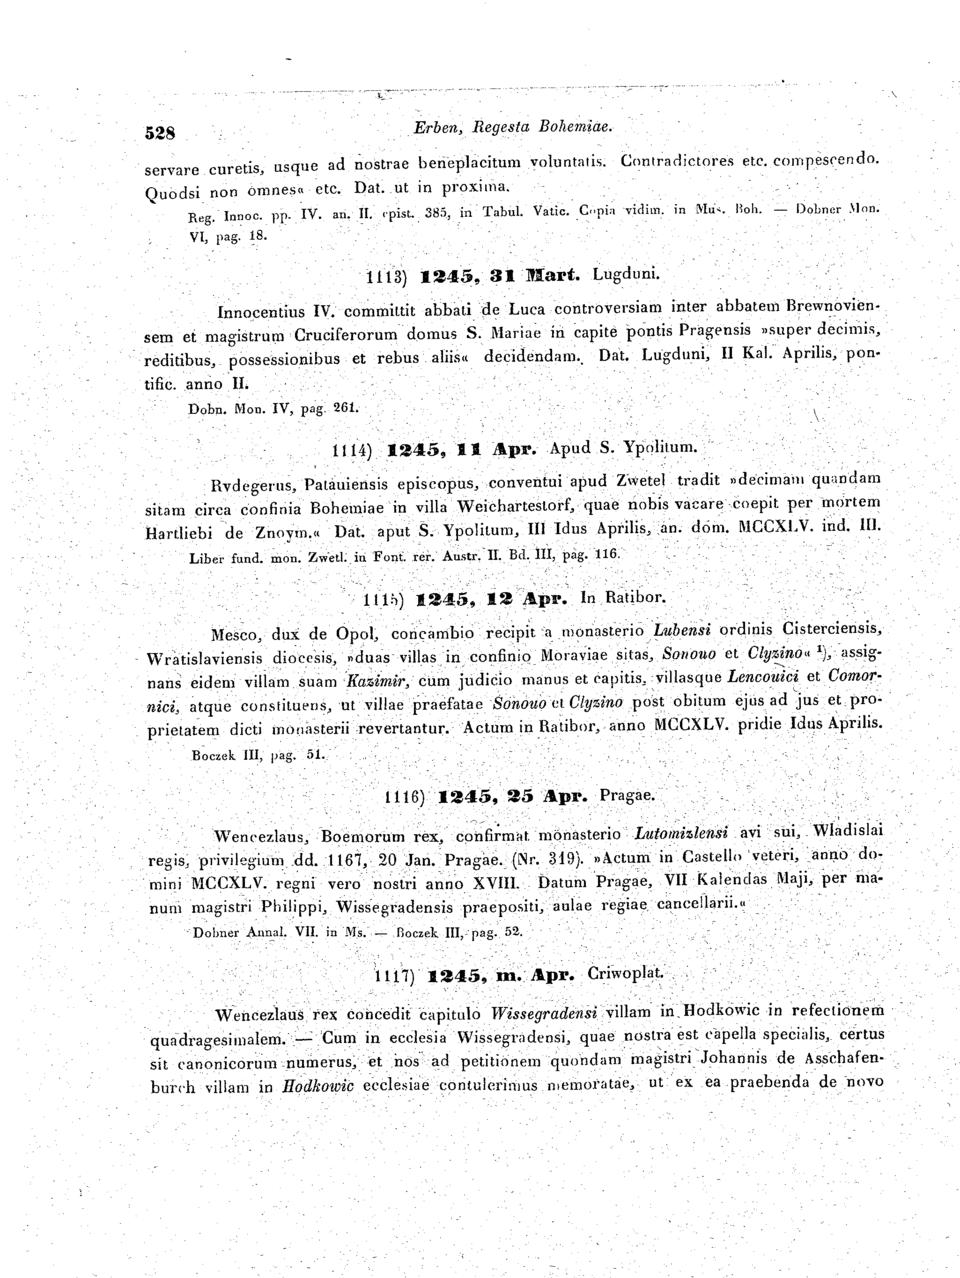 528 Erben, Regesta Bohemiae.
servare curetis, usque ad nostrae beneplacitum voluntatis. Contradictores etc. compescendo.
Quodsi non omnes« etc. Dat. ut in proxima.
Reg. Innoc. pp. IV. an. II. epist. 385, in Tabul. Vatic. Copia vidim. in Mus. Boh. — Dobner Mon.
VI, pag. 18.
1113) 1245, 31 Mart. Lugduni.
Innocentius IV. committit abbati de Luca controversiam inter abbatem Brewnovien-
sem et magistrum Cruciferorum domus S. Mariae in capite pontis Pragensis »super decimis,
reditibus, possessionibus et rebus aliis« decidendam. Dat. Lugduni, II Kal. Aprilis, pon-
tific. anno II.
Dobn. Mon. IV, pag. 261.
1114) 1245, 11 Apr. Apud S. Ypolitum.
Rvdegerus, Patauiensis episcopus, conventui apud Zwetel tradit »decimam quandam
sitam circa confinia Bohemiae in villa Weichartestorf, quae nobis vacare coepit per mortem
Hartliebi de Znoym.« Dat. aput S. Ypolitum, III Idus Aprilis, an. dom. MCCXLV. ind. III.
Liber fund. mon. Zwetl. in Font. rer. Austr. II. Bd. III, pag. 116.
1115) 1245, 12 Apr. In Ratibor.
Mesco, dux de Opol, concambio recipit a monasterio Lubensi ordinis Cisterciensis,
Wratislaviensis diocesis, »duas villas in confinio Moraviae sitas, Sonouo et Clyzino« ¹), assig-
nans eidem villam suam Kazimir, cum judicio manus et capitis, villasque Lencouici et Comor-
nici, atque constituens, ut villae praefatae Sonouo et Clyzino post obitum ejus ad jus et pro-
prietatem dicti monasterii revertantur. Actum in Ratibor, anno MCCXLV. pridie Idus Aprilis.
Boczek III, pag. 51.
1116) 1245, 25 Apr. Pragae.
Wencezlaus, Boemorum rex, confirmat monasterio Lutomizlensi avi sui, Wladislai
regis, privilegium dd. 1167, 20 Jan. Pragae. (Nr. 319). »Actum in Castello veteri, anno do-
mini MCCXLV. regni vero nostri anno XVIII. Datum Pragae, VII Kalendas Maji, per ma-
num magistri Philippi, Wissegradensis praepositi, aulae regiae cancellarii.«
Dobner Annal. VII. in Ms. — Boczek III, pag. 52.
1117) 1245, m. Apr. Criwoplat.
Wencezlaus rex concedit capitulo Wissegradensi villam in Hodkowic in refectionem
quadragesimalem. — Cum in ecclesia Wissegradensi, quae nostra est capella specialis, certus
sit canonicorum numerus, et nos ad petitionem quondam magistri Johannis de Asschafen-
burch villam in Hodkowic ecclesiae contulerimus memoratae, ut ex ea praebenda de novo